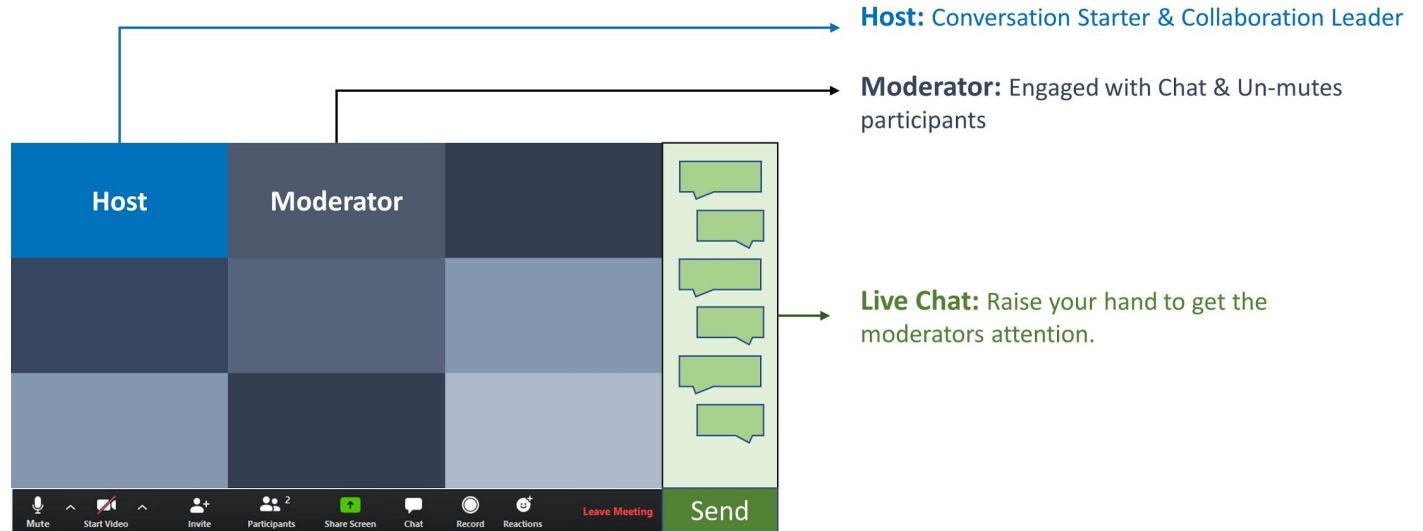 Host: Conversation Starter & Collaboration Leader
Moderator: Engaged with Chat & Un-mutes
participants
Host
Moderator
Live Chat: Raise your hand to get the
moderators attention.
Mute
Start Video
Invite
Participants
2
Share Screen
Chat
Record
Reactions
Leave Meeting
Send